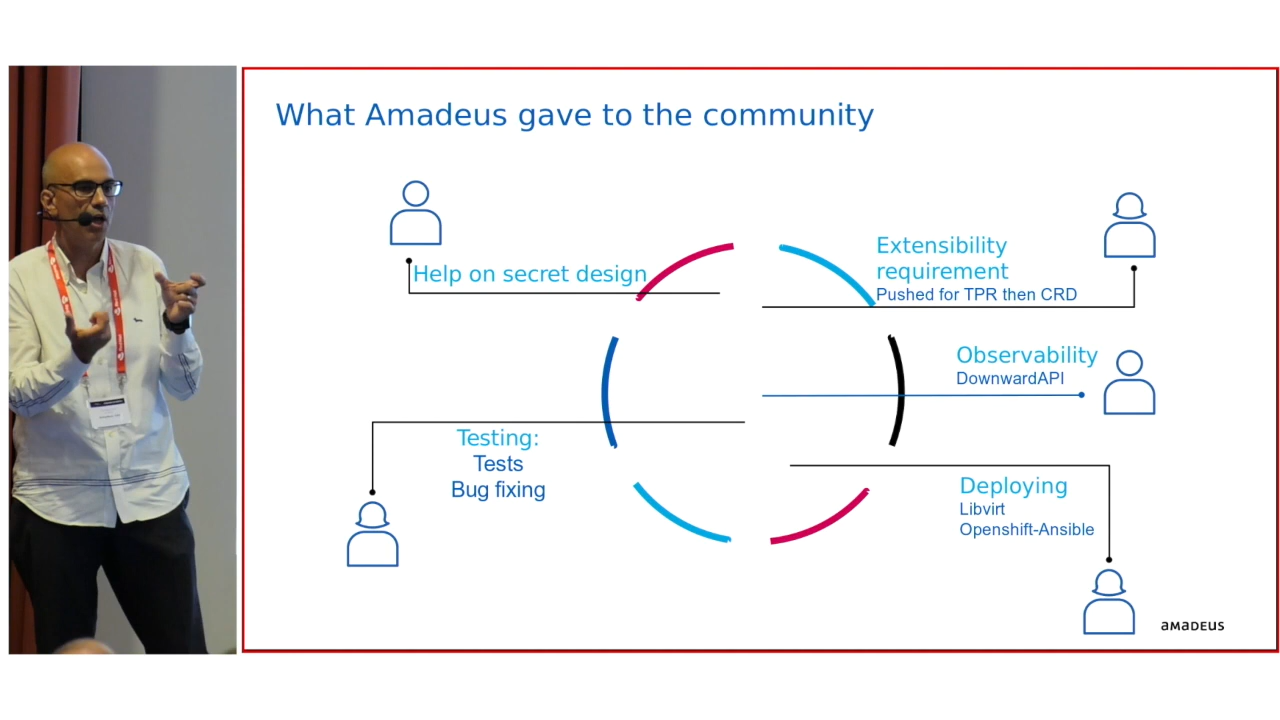 What Amadeus gave to the community
Help on secret design
Extensibility
requirement
Pushed for TPR then CRD
Observability
DownwardAPI
Testing:
Tests
Bug fixing
Deploying
Libvirt
Openshift-Ansible
amadeus